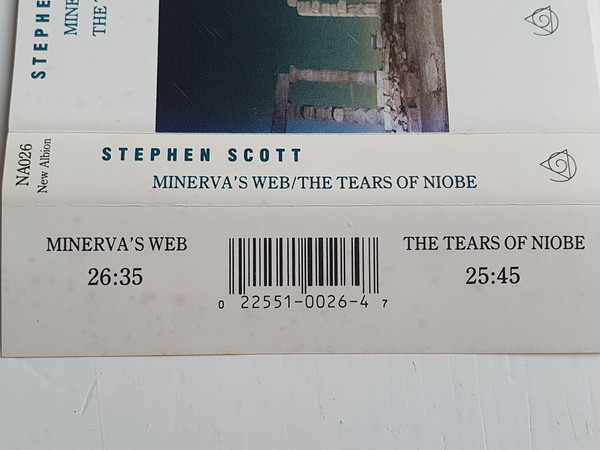 STEPHE
MINE
THE
NA026
New Albion
STEPHEN SCOTT
MINERVA'S WEB/THE TEARS OF NIOBE
MINERVA'S WEB
26:35
THE TEARS OF NIOBE
25:45
0 22551-0026-4 7